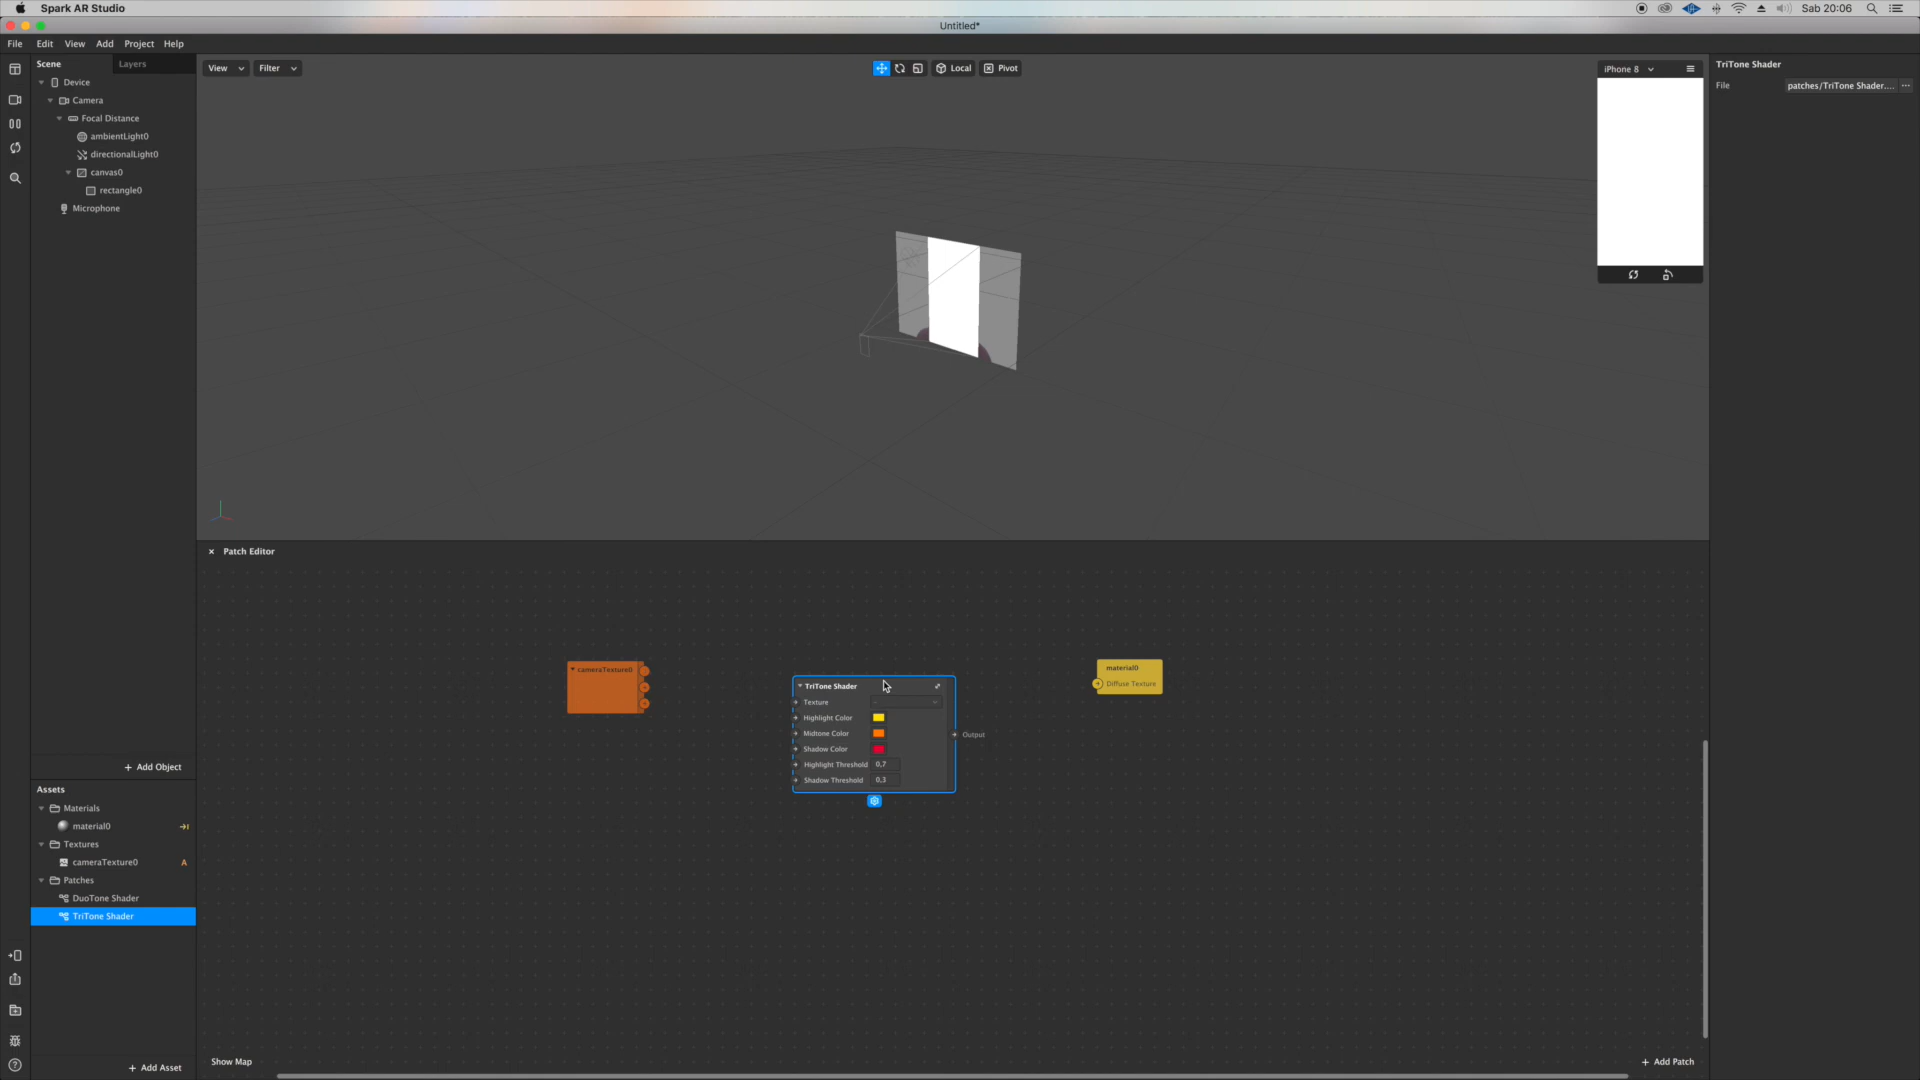 Spark AR Studio
Sab 20:06
Untitled*
File Edit View Add Project Help
Scene
Layers
Device
Camera
Focal Distance
ambientLight0
directionalLight0
canvas0
rectangle0
Microphone
+ Add Object
Assets
Materials
material0
Textures
cameraTexture0 A
Patches
DuoTone Shader
TriTone Shader
+ Add Asset
View
Filter
Local
Pivot
iPhone 8
TriTone Shader
File patches/TriTone Shader.... ...
× Patch Editor
cameraTexture0
TriTone Shader
Texture -
Highlight Color
Midtone Color
Shadow Color
Highlight Threshold 0,7
Shadow Threshold 0,3
Output
material0
Diffuse Texture
Show Map
+ Add Patch